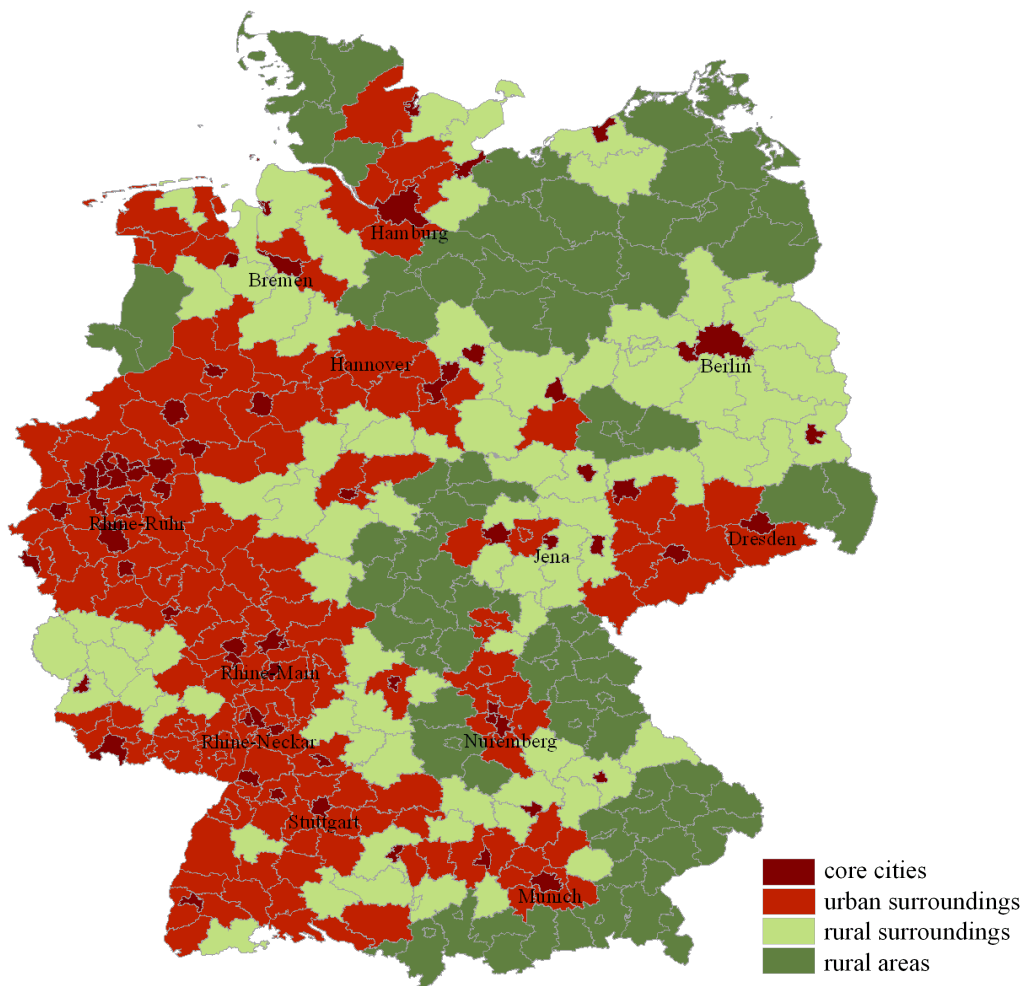 Hamburg
Bremen
Hannover
Berlin
Rhine-Ruhr
Dresden
Jena
Rhine-Main
Rhine-Neckar
Nuremberg
Stuttgart
Munich
core cities
urban surroundings
rural surroundings
rural areas